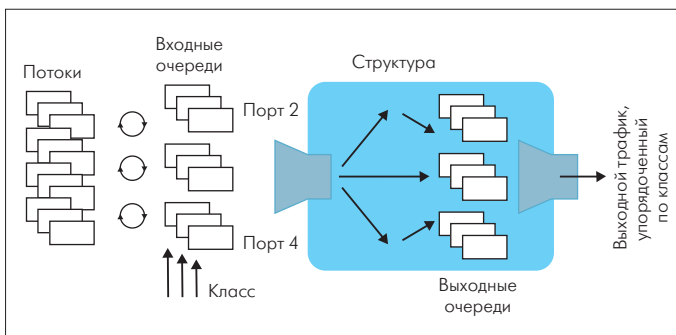 Потоки
Входные
очереди
Структура
Порт 2
Порт 4
Класс
Выходные
очереди
Выходной трафик,
упорядоченный
по классам